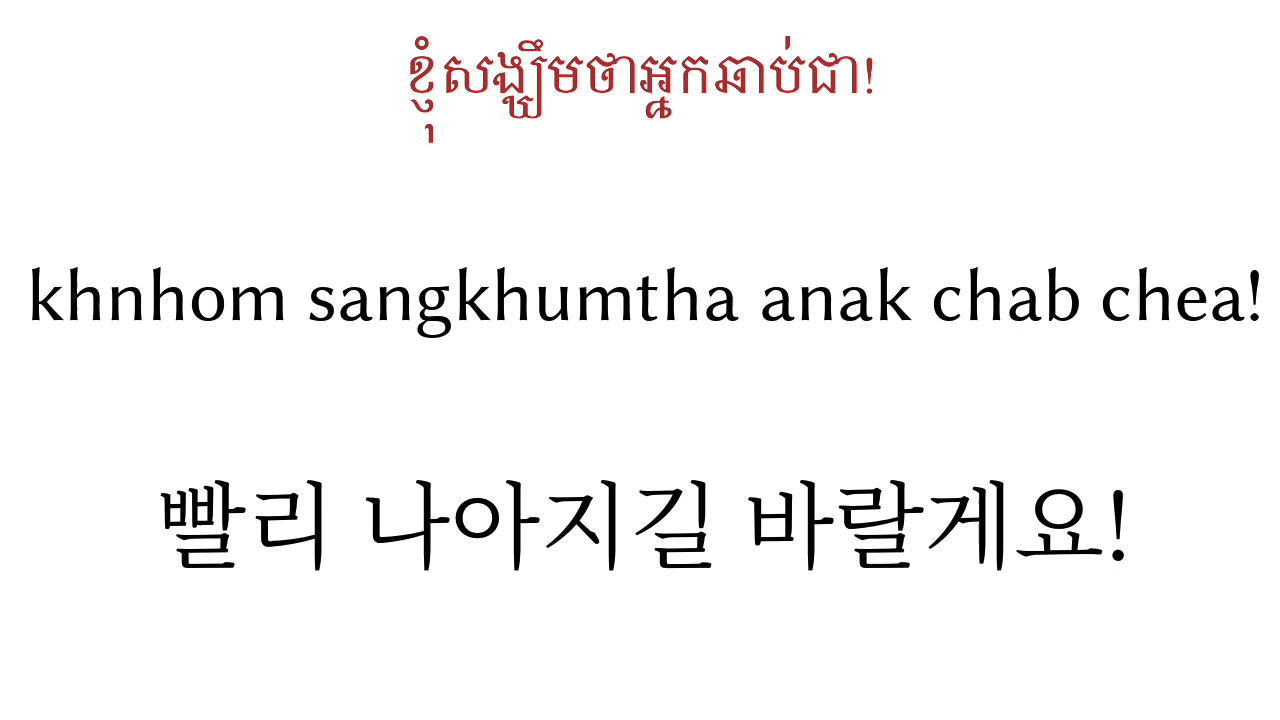 ខ្ញុំសង្ឃឹមថាអ្នកឆាប់ជា!
khnhom sangkhumtha anak chab chea!
빨리 나아지길 바랄게요!